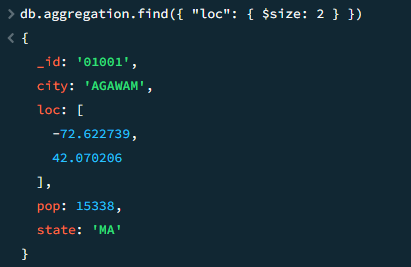 > db.aggregation.find({ "loc": { $size: 2 } })
< {
_id: '01001',
city: 'AGAWAM',
loc: [
-72.622739,
42.070206
],
pop: 15338,
state: 'MA'
}